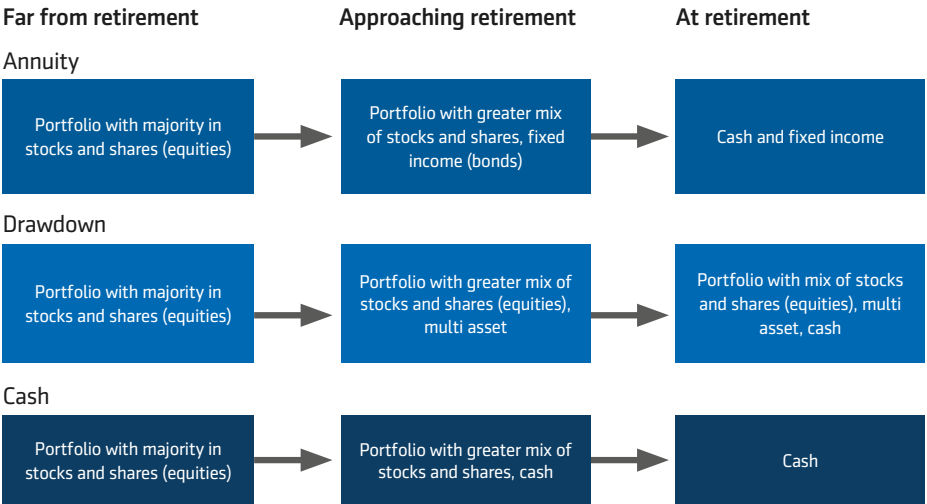 Far from retirement
Approaching retirement
At retirement
Annuity
Portfolio with majority in
stocks and shares (equities)
Portfolio with greater mix
of stocks and shares, fixed
income (bonds)
Cash and fixed income
Drawdown
Portfolio with majority in
stocks and shares (equities)
Portfolio with greater mix of
stocks and shares (equities),
multi asset
Portfolio with mix of stocks
and shares (equities), multi
asset, cash
Cash
Portfolio with majority in
stocks and shares (equities)
Portfolio with greater mix of
stocks and shares, cash
Cash